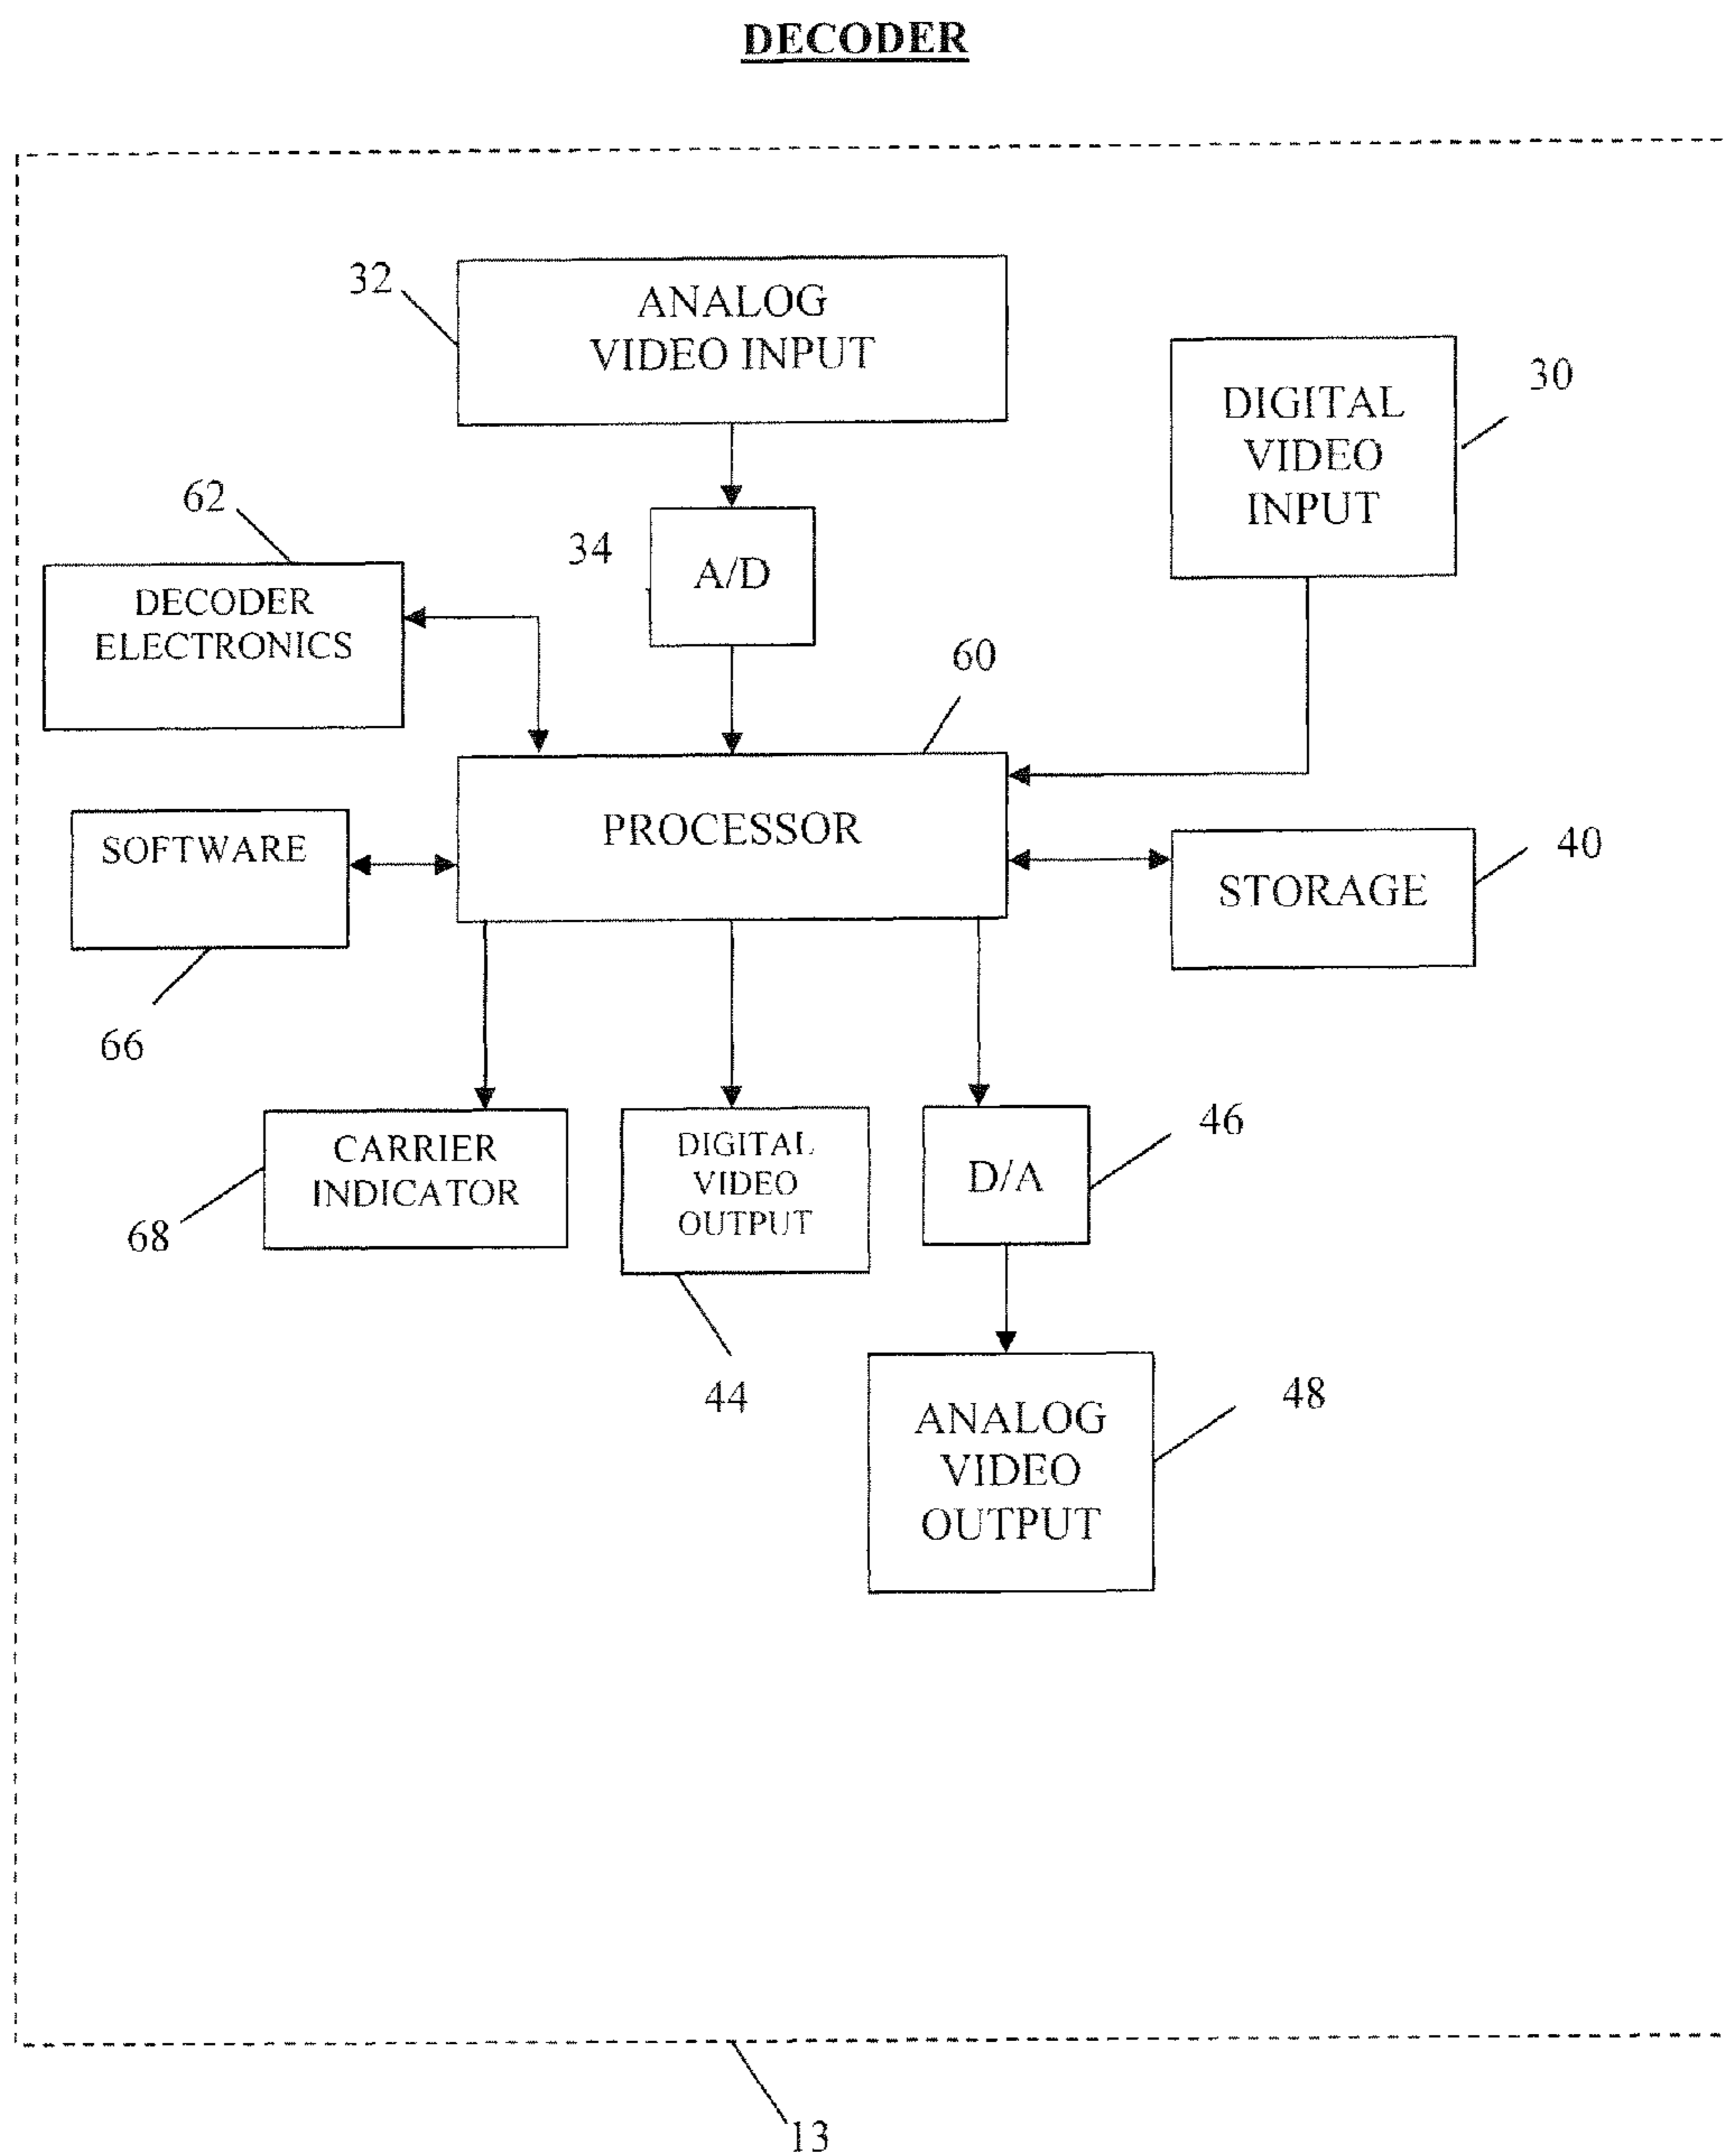 DECODER
32
ANALOG
VIDEO INPUT
30
DIGITAL
VIDEO
INPUT
62
34
A/D
DECODER
ELECTRONICS
60
PROCESSOR
SOFTWARE
40
STORAGE
66
46
CARRIER
INDICATOR
DIGITAL
VIDEO
OUTPUT
D/A
68
44
48
ANALOG
VIDEO
OUTPUT
13